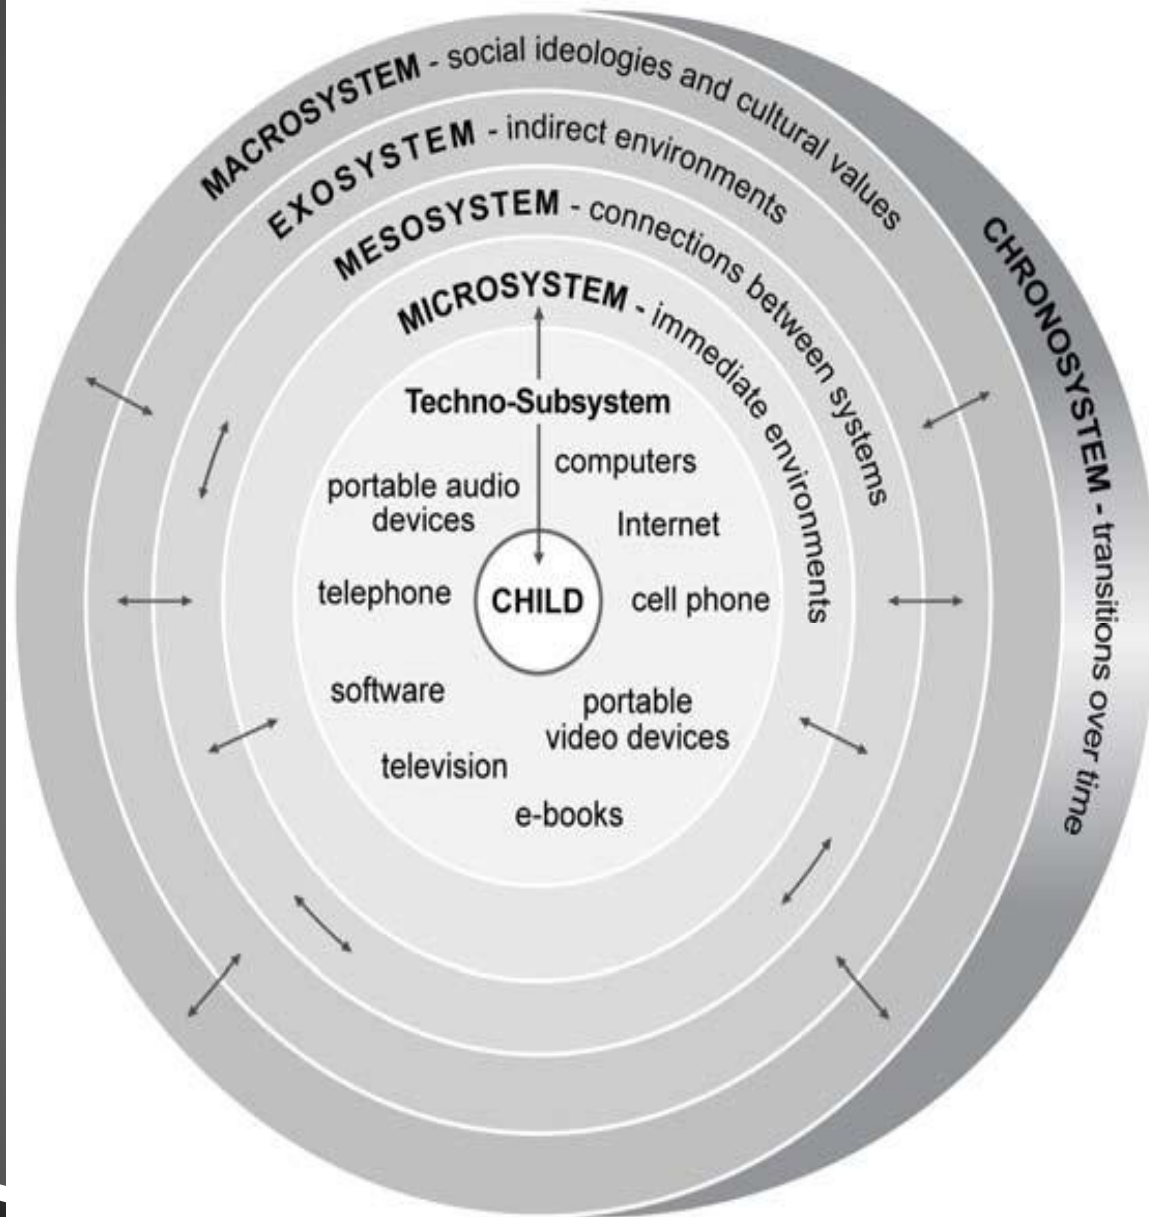 MACROSYSTEM - social ideologies and cultural values
EXOSYSTEM - indirect environments
MESOSYSTEM - connections between systems
MICROSYSTEM - immediate environments
CHRONOSYSTEM - transitions over time
Techno-Subsystem
computers
portable audio
devices
Internet
telephone
CHILD
cell phone
software
portable
video devices
television
e-books